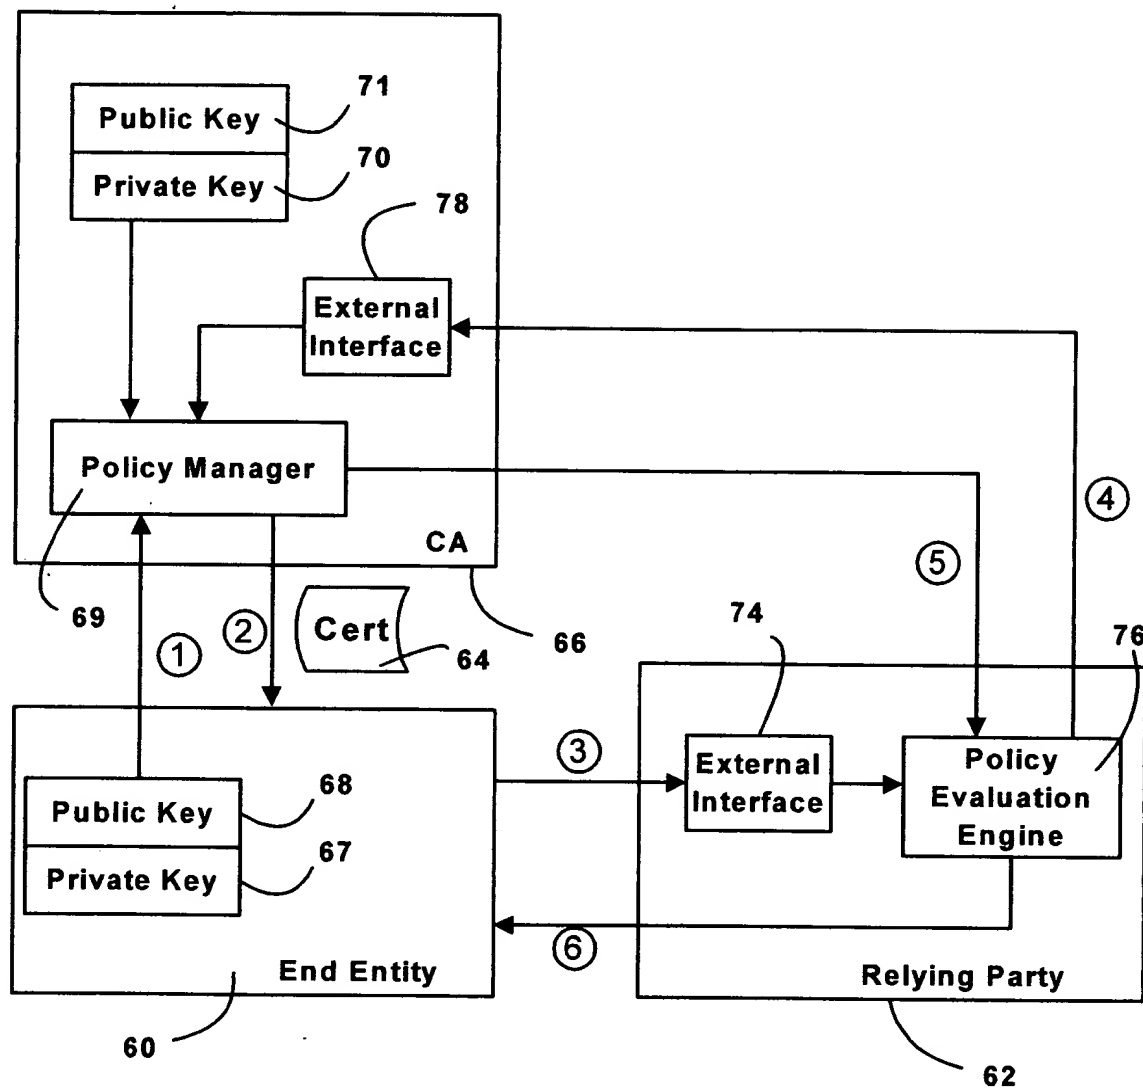 71
Public Key
70
Private Key
78
External
Interface
Policy Manager
4
CA
5
69
1
2
Cert
64
66
74
76
3
External
Interface
Policy
Evaluation
Engine
68
Public Key
67
Private Key
6
End Entity
Relying Party
60
62